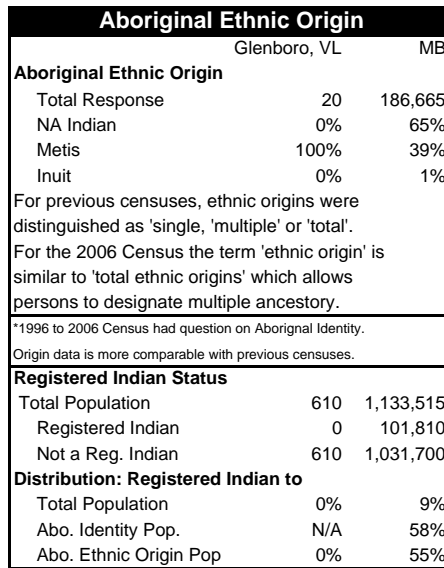 Aboriginal Ethnic Origin
Glenboro, VL MB
Aboriginal Ethnic Origin
Total Response 20 186,665
NA Indian 0% 65%
Metis 100% 39%
Inuit 0% 1%
For previous censuses, ethnic origins were
distinguished as 'single, 'multiple' or 'total'.
For the 2006 Census the term 'ethnic origin' is
similar to 'total ethnic origins' which allows
persons to designate multiple ancestory.
*1996 to 2006 Census had question on Aborignal Identity.
Origin data is more comparable with previous censuses.
Registered Indian Status
Total Population 610 1,133,515
Registered Indian 0 101,810
Not a Reg. Indian 610 1,031,700
Distribution: Registered Indian to
Total Population 0% 9%
Abo. Identity Pop. N/A 58%
Abo. Ethnic Origin Pop 0% 55%